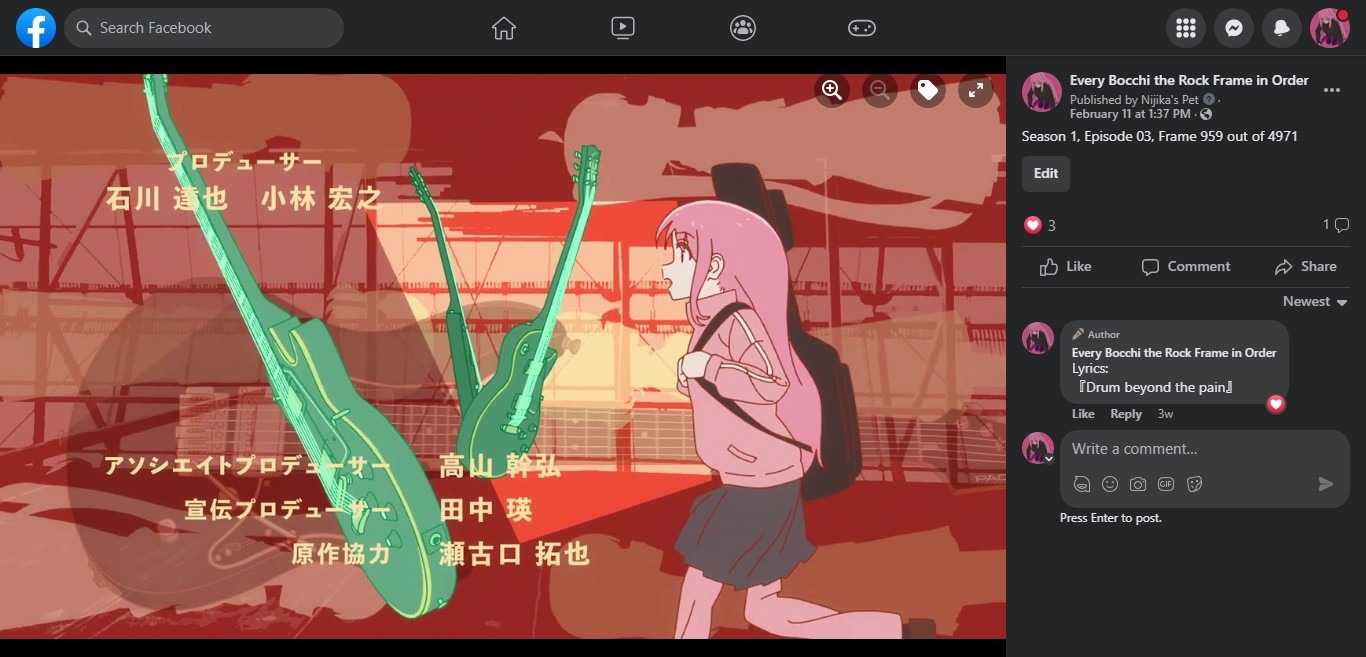 Search Facebook
プロデューサー
石川 達也 小林 宏之
アソシエイトプロデューサー 高山 幹弘
宣伝プロデューサー 田中 瑛
原作協力 瀬古口 拓也
Every Bocchi the Rock Frame in Order
Published by Nijika's Pet
February 11 at 1:37 PM ·
Season 1, Episode 03, Frame 959 out of 4971
Edit
3
1
Like Comment Share
Newest
Author
Every Bocchi the Rock Frame in Order
Lyrics:
『Drum beyond the pain』
Like Reply 3w
Write a comment...
GIF
Press Enter to post.